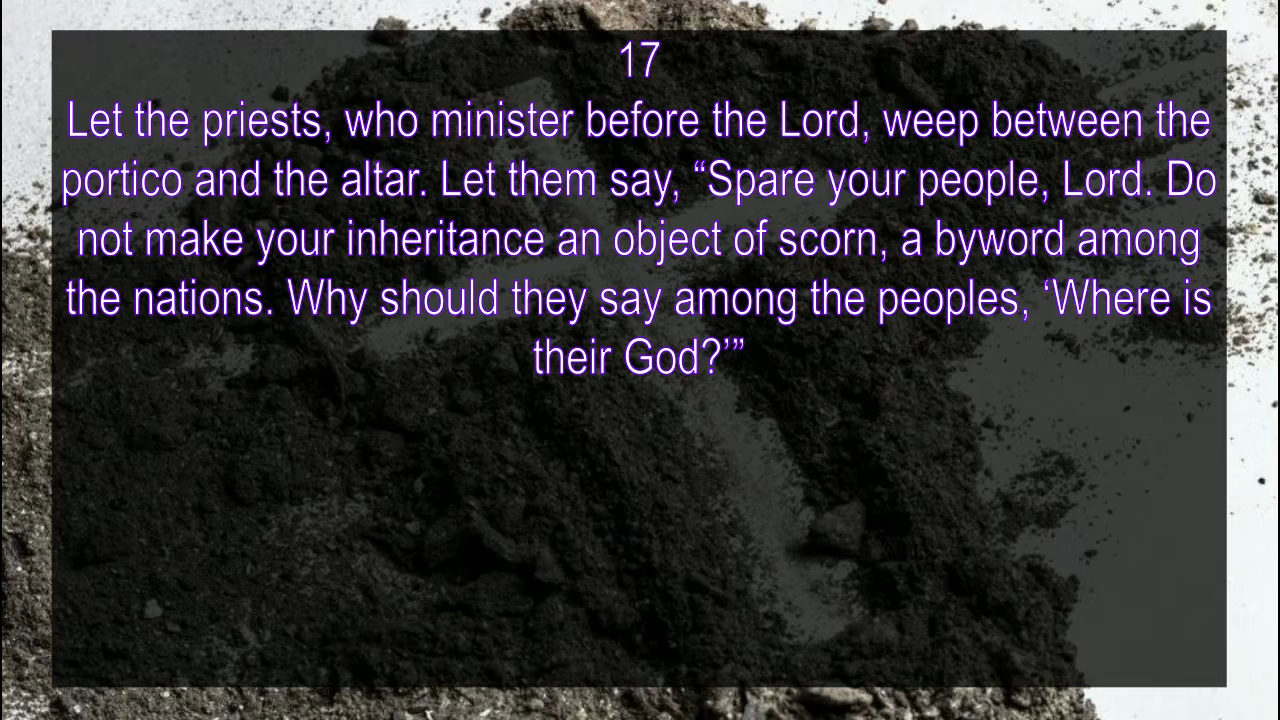 17
Let the priests, who minister before the Lord, weep between the
portico and the altar. Let them say, “Spare your people, Lord. Do
not make your inheritance an object of scorn, a byword among
the nations. Why should they say among the peoples, ‘Where is
their God?’”